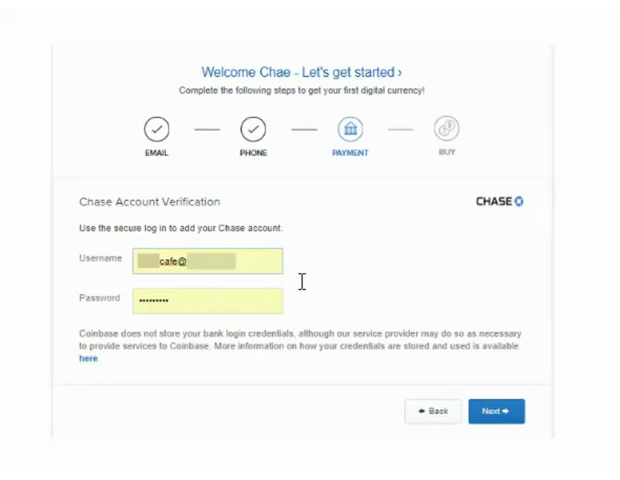 Welcome Chae - Let's get started ›
Complete the following steps to get your first digital currency!
EMAIL
PHONE
PAYMENT
BUY
Chase Account Verification
CHASE
Use the secure log in to add your Chase account.
Username
cafe@
Password
•••••••••
Coinbase does not store your bank login credentials, although our service provider may do so as necessary
to provide services to Coinbase. More information on how your credentials are stored and used is available
here.
Back
Next